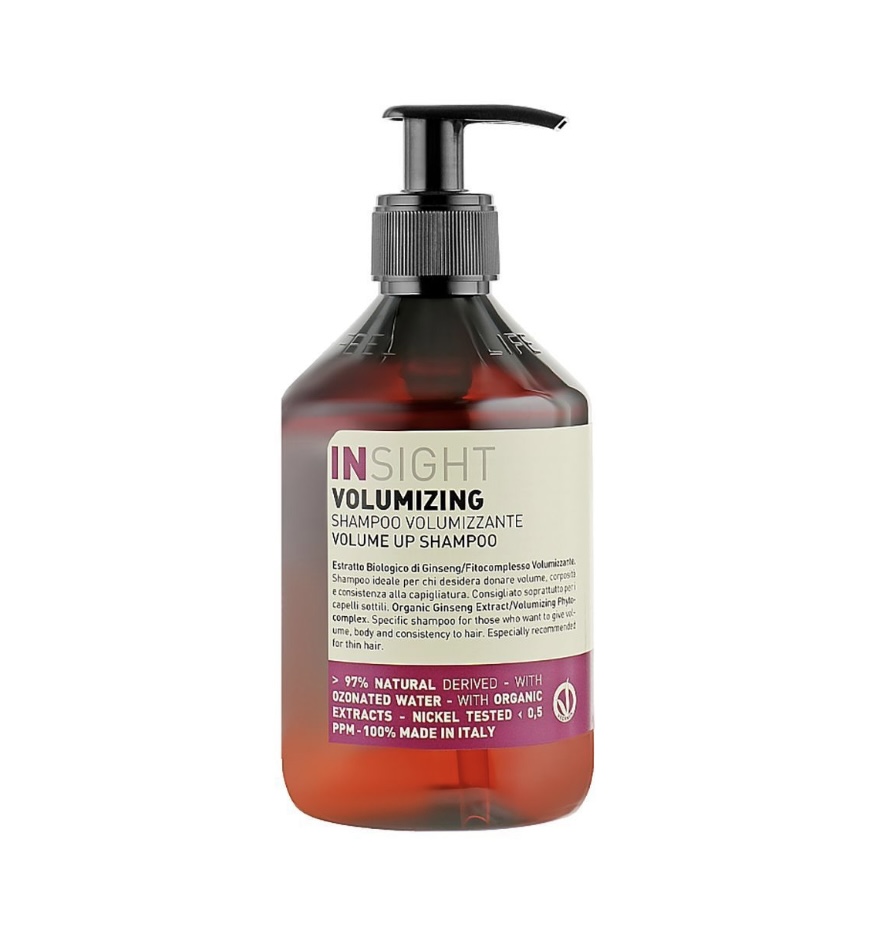 INSIGHT
VOLUMIZING
SHAMPOO VOLUMIZZANTE
VOLUME UP SHAMPOO
Estratto Biologico di Ginseng/Fitocomplesso Volumizzante.
Shampoo ideale per chi desidera donare volume, corposità
e consistenza alla capigliatura. Consigliato soprattutto per i
capelli sottili. Organic Ginseng Extract/Volumizing Phyto-
complex. Specific shampoo for those who want to give vol-
ume, body and consistency to hair. Especially recommended
for thin hair.
> 97% NATURAL DERIVED - WITH
OZONATED WATER - WITH ORGANIC
EXTRACTS - NICKEL TESTED < 0,5
PPM - 100% MADE IN ITALY